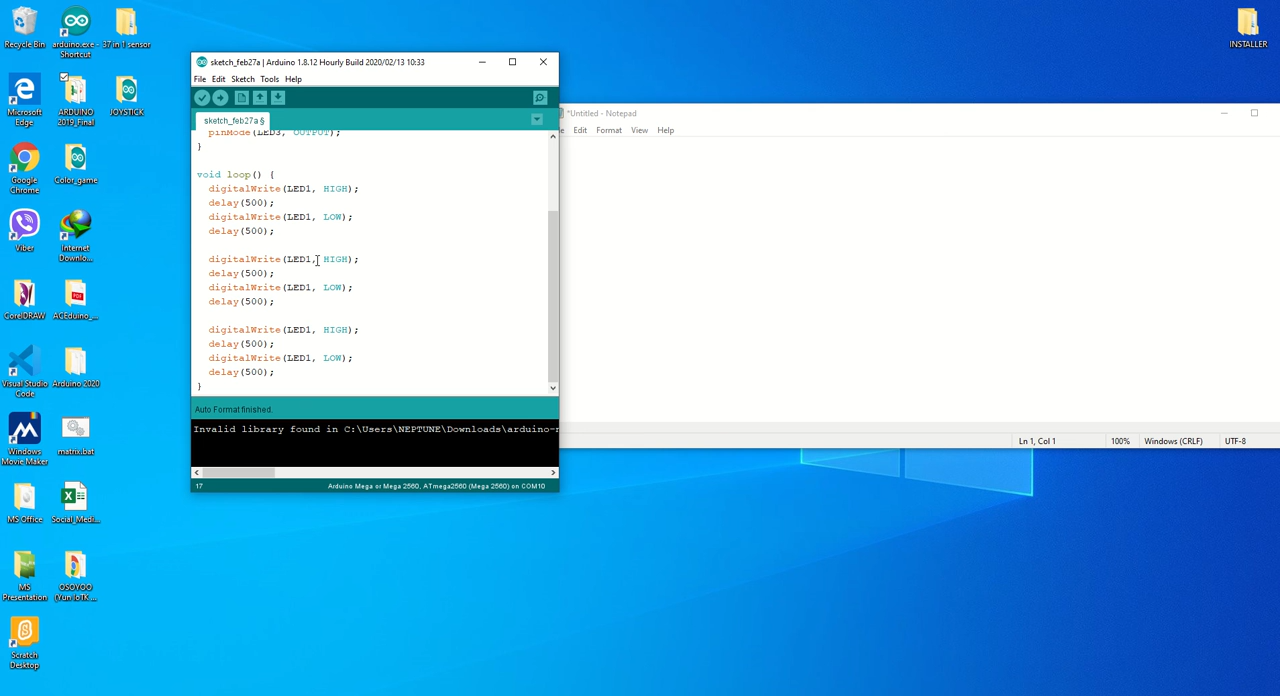 Recycle Bin
arduino.exe - Shortcut
37 in 1 sensor
INSTALLER
Microsoft Edge
ARDUINO 2019_Final
JOYSTICK
Google Chrome
Color_game
Viber
Internet Downlo...
CorelDRAW
ACEduino_...
Visual Studio Code
Arduino 2020
Windows Movie Maker
matrix.bat
MS Office
Social_Medi...
MS Presentation
OSOYOO (Yun IoTK ...
Scratch Desktop
sketch_feb27a | Arduino 1.8.12 Hourly Build 2020/02/13 10:33
File Edit Sketch Tools Help
sketch_feb27a §
pinMode(LED3, OUTPUT);
}
void loop() {
digitalWrite(LED1, HIGH);
delay(500);
digitalWrite(LED1, LOW);
delay(500);
digitalWrite(LED1, HIGH);
delay(500);
digitalWrite(LED1, LOW);
delay(500);
digitalWrite(LED1, HIGH);
delay(500);
digitalWrite(LED1, LOW);
delay(500);
}
Auto Format finished.
Invalid library found in C:\Users\NEPTUNE\Downloads\arduino-
17
Arduino Mega or Mega 2560, ATmega2560 (Mega 2560) on COM10
*Untitled - Notepad
Edit Format View Help
Ln 1, Col 1 100% Windows (CRLF) UTF-8